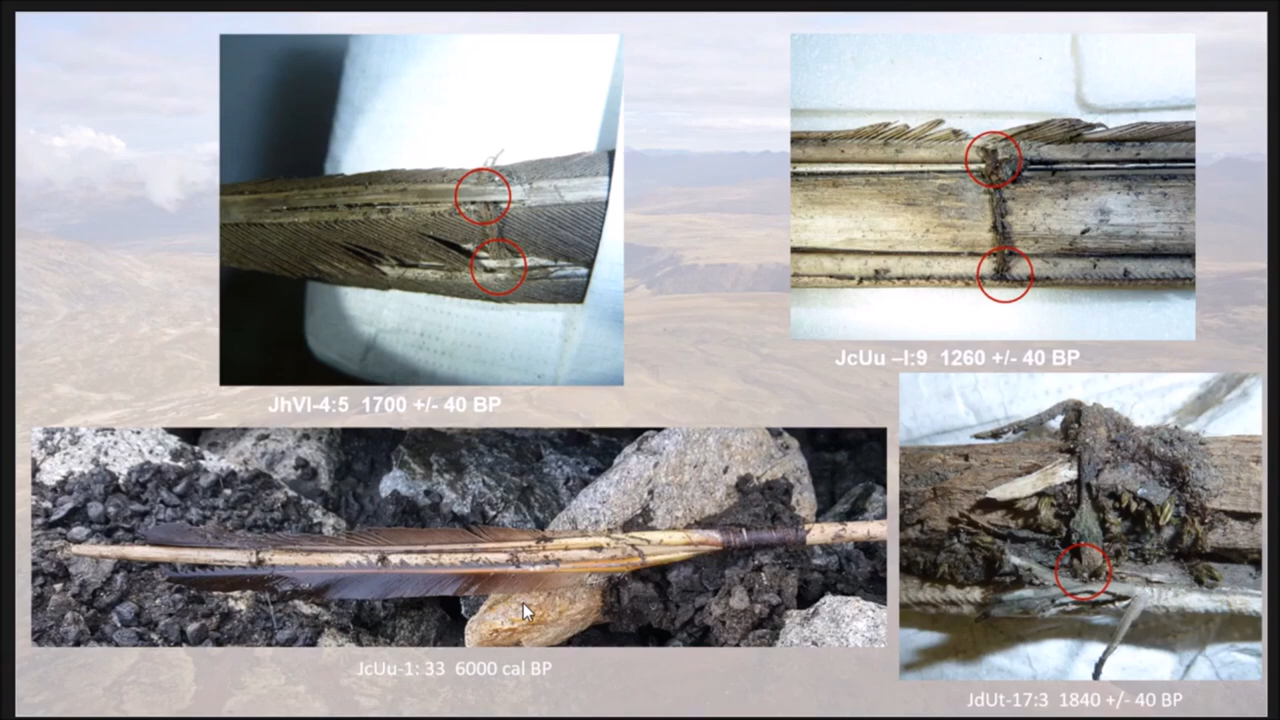 JhVl-4:5 1700 +/- 40 BP
JcUu –I:9 1260 +/- 40 BP
JcUu-1: 33 6000 cal BP
JdUt-17:3 1840 +/- 40 BP